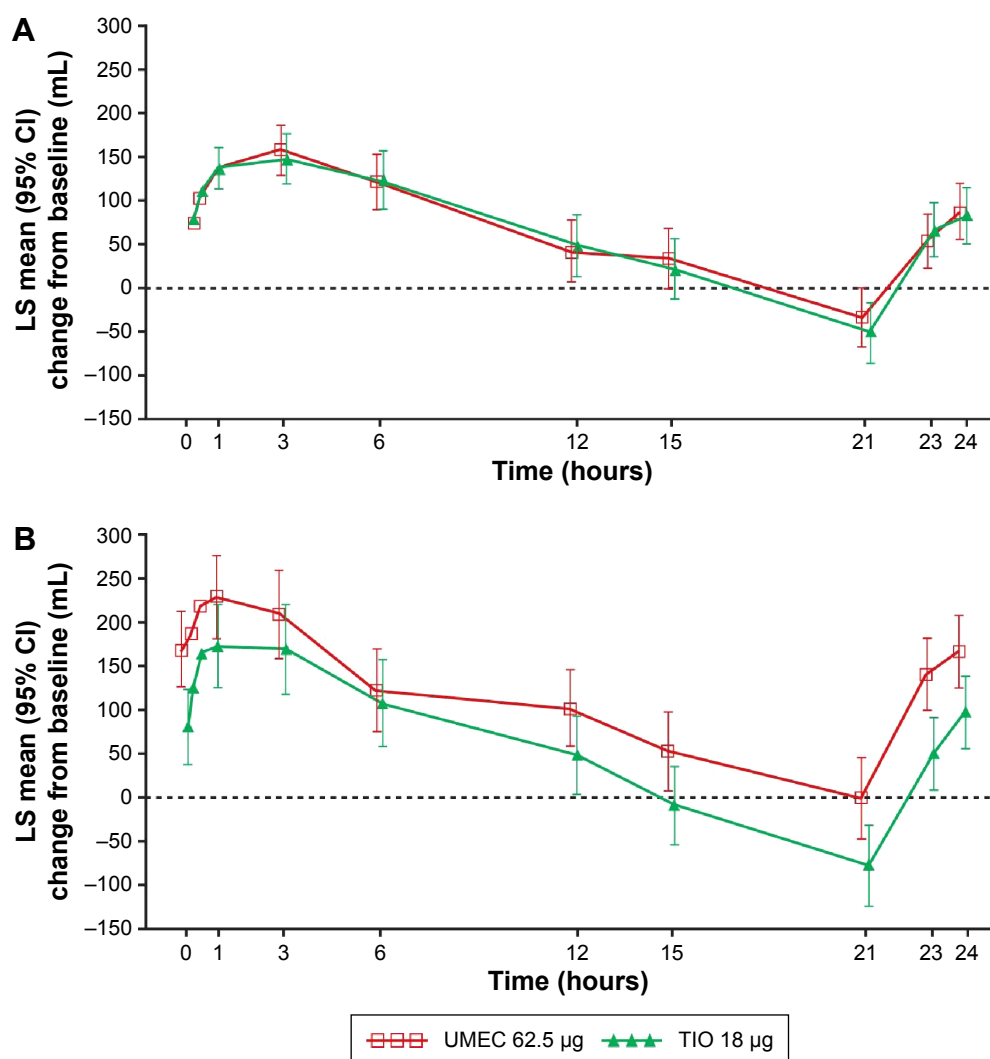 A
LS mean (95% CI)
change from baseline (mL)
300
250
200
150
100
50
0
–50
–100
–150
0 1 3 6 12 15 21 23 24
Time (hours)
B
LS mean (95% CI)
change from baseline (mL)
300
250
200
150
100
50
0
–50
–100
–150
0 1 3 6 12 15 21 23 24
Time (hours)
UMEC 62.5 µg TIO 18 µg